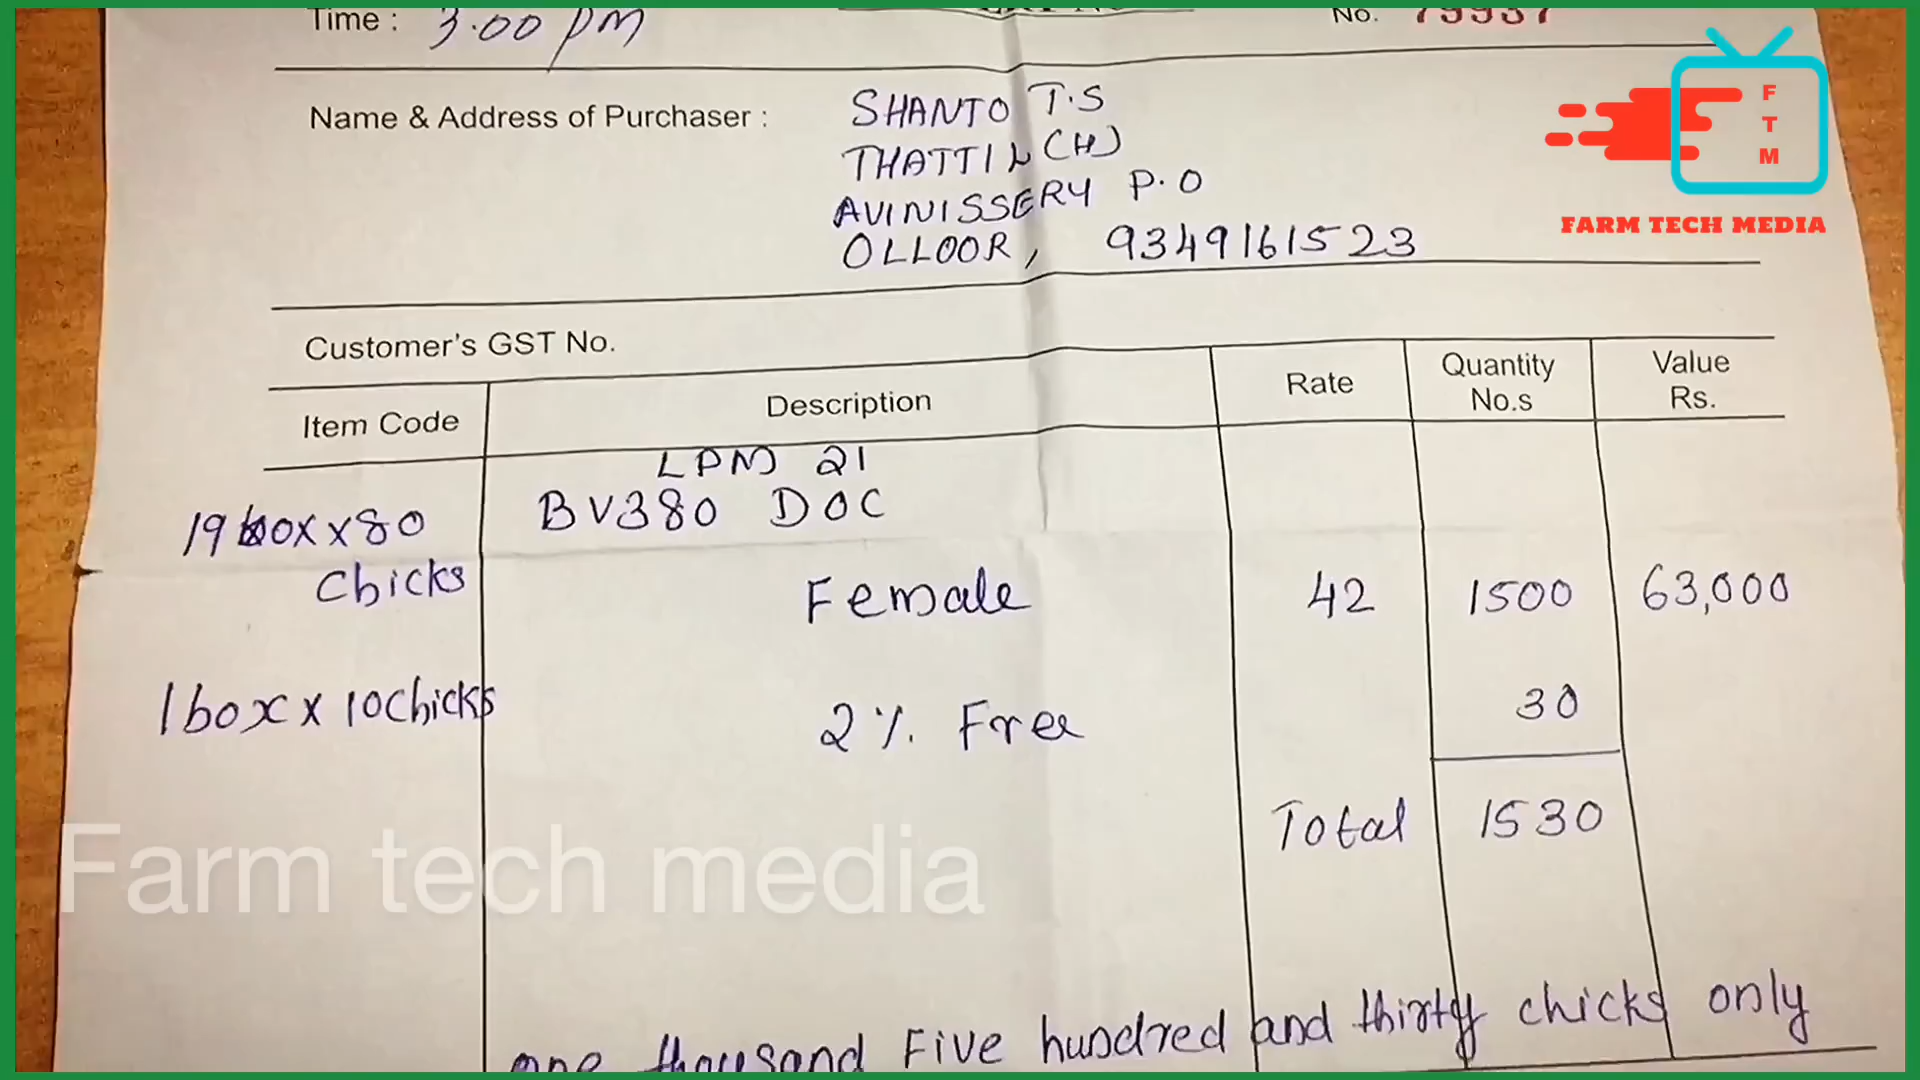 Time : 3.00 pm
No. 79937
Name & Address of Purchaser :
SHANTO T.S
THATTIL (H)
AVINISSERY P.O
OLLOOR, 9349161523
F
T
M
FARM TECH MEDIA
Customer's GST No.
Item Code Description Rate Quantity No.s Value Rs.
LPM 21
19 box x 80 BV380 DOC
Chicks
Female 42 1500 63,000
1 box x 10 Chicks 2% Free 30
Total 1530
Farm tech media
one thousand Five hundred and thirty chicks only